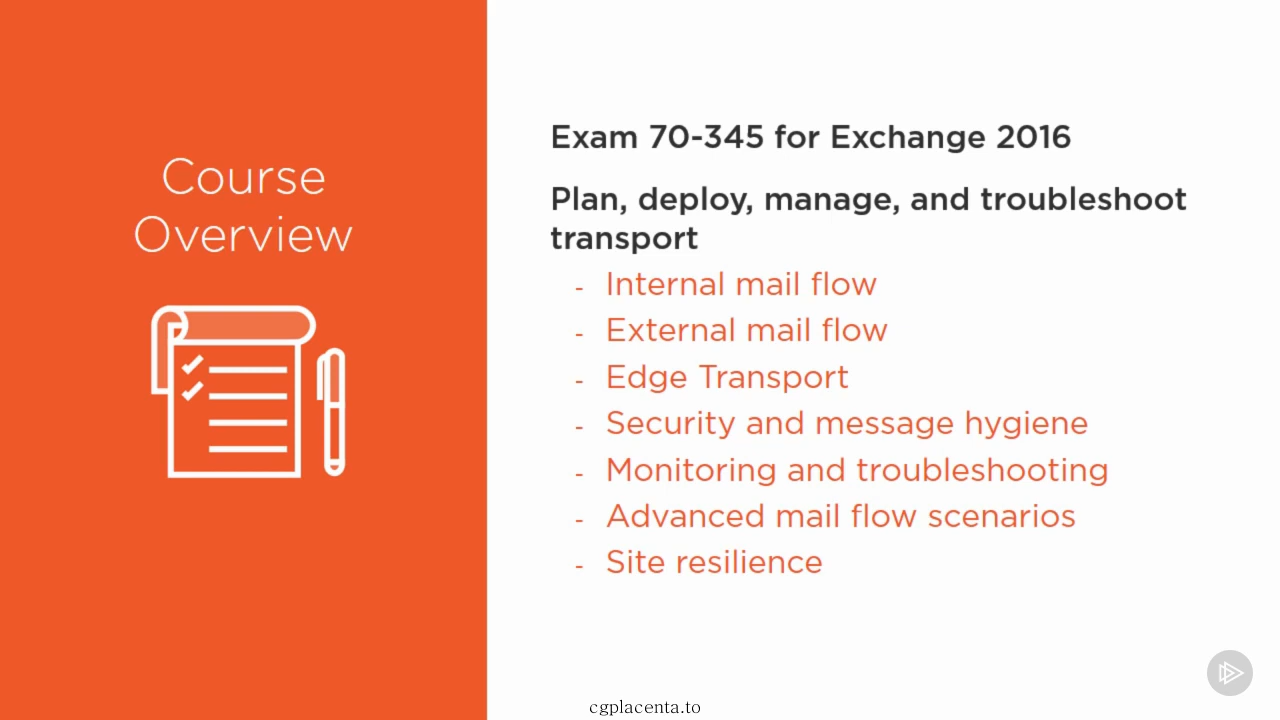 Course
Overview
Exam 70-345 for Exchange 2016
Plan, deploy, manage, and troubleshoot
transport
- Internal mail flow
- External mail flow
- Edge Transport
- Security and message hygiene
- Monitoring and troubleshooting
- Advanced mail flow scenarios
- Site resilience
cgplacenta.to